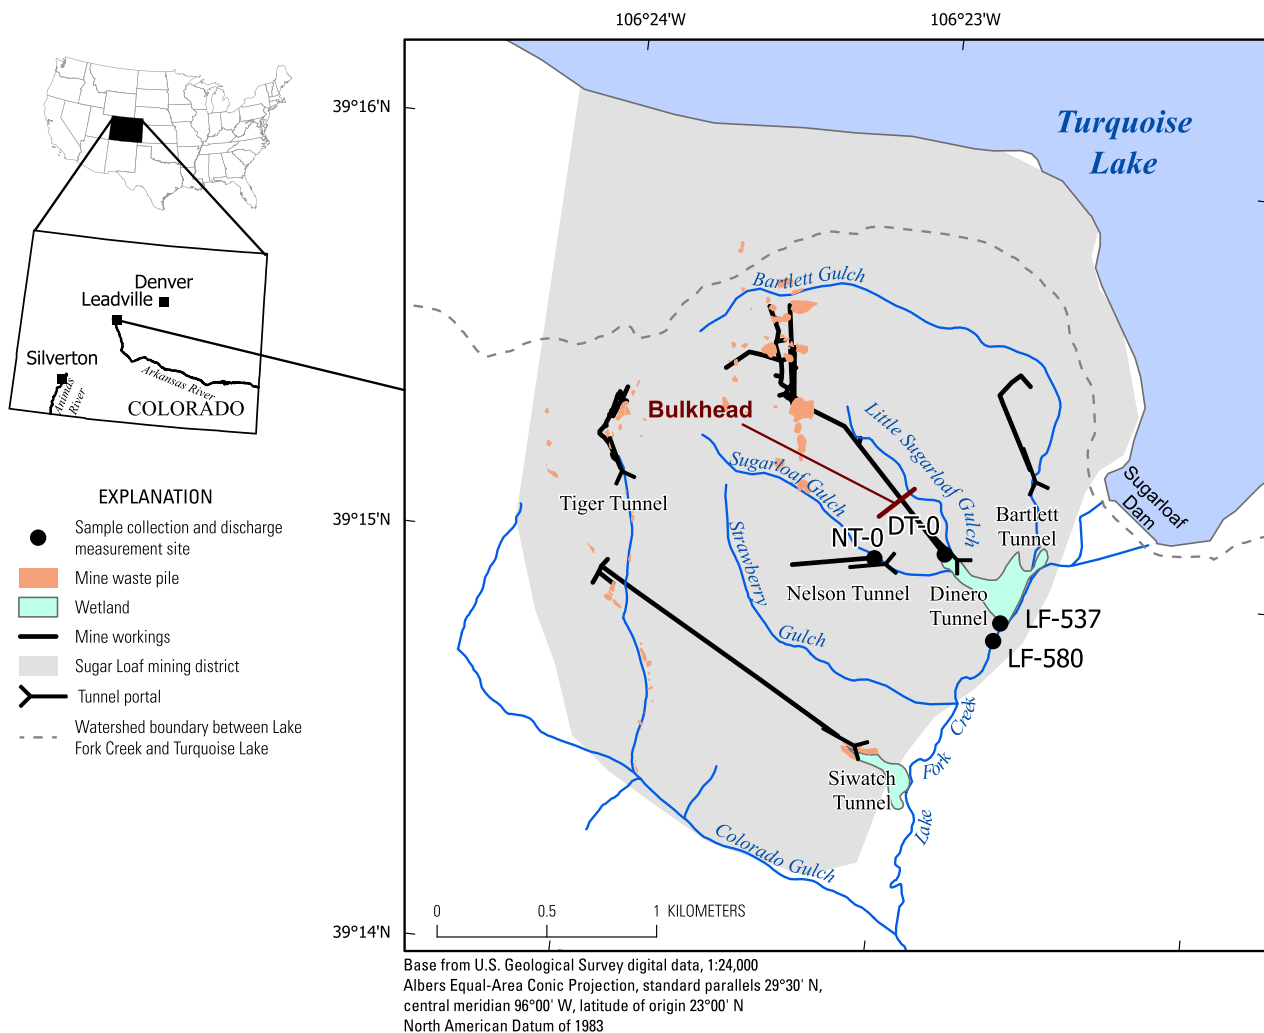 106°24'W
106°23'W
39°16'N
39°15'N
39°14'N
Turquoise
Lake
Denver
Leadville
Silverton
Arkansas River
Animas
River
COLORADO
EXPLANATION
Sample collection and discharge
measurement site
Mine waste pile
Wetland
Mine workings
Sugar Loaf mining district
Tunnel portal
Watershed boundary between Lake
Fork Creek and Turquoise Lake
Bartlett Gulch
Bulkhead
Little Sugarloaf Gulch
Sugarloaf Gulch
Sugarloaf
Dam
Tiger Tunnel
Bartlett
Tunnel
NT-0
DT-0
Strawberry
Gulch
Nelson Tunnel
Dinero
Tunnel
LF-537
LF-580
Siwatch
Tunnel
Lake
Fork
Creek
Colorado Gulch
0
0.5
1 KILOMETERS
Base from U.S. Geological Survey digital data, 1:24,000
Albers Equal-Area Conic Projection, standard parallels 29°30' N,
central meridian 96°00' W, latitude of origin 23°00' N
North American Datum of 1983